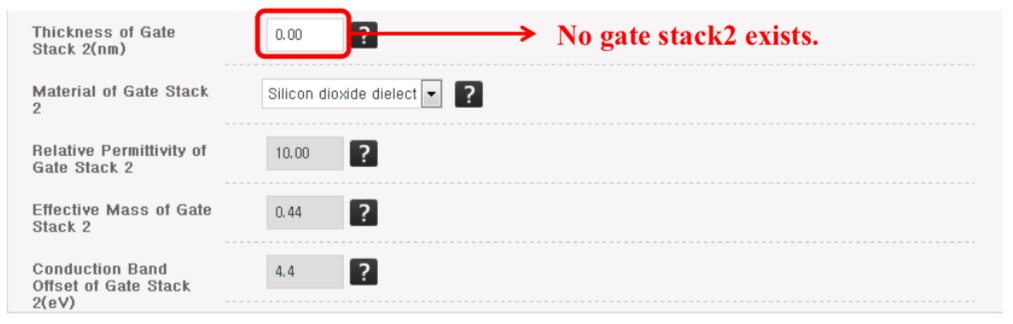 Thickness of Gate
Stack 2(nm)
0.00
?
No gate stack2 exists.
Material of Gate Stack
2
Silicon dioxide dielect
?
Relative Permittivity of
Gate Stack 2
10.00
?
Effective Mass of Gate
Stack 2
0.44
?
Conduction Band
Offset of Gate Stack
2(eV)
4.4
?